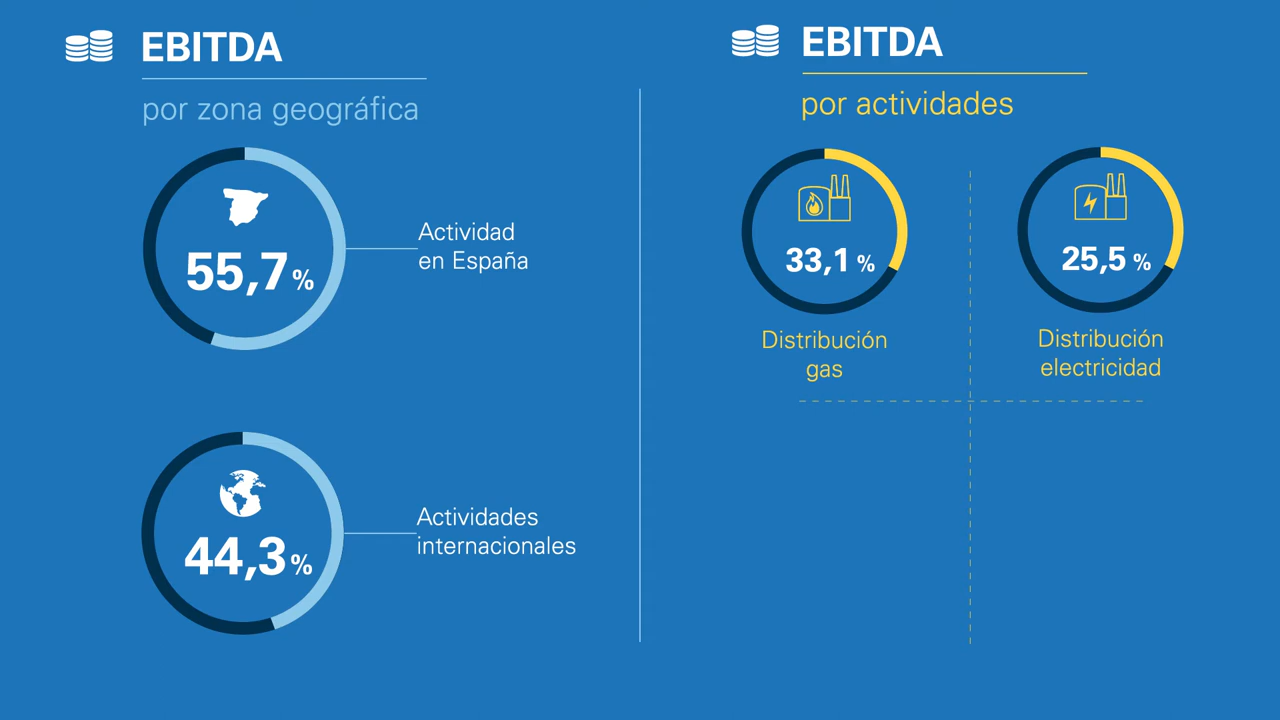 EBITDA
por zona geográfica
55,7 %
Actividad
en España
44,3 %
Actividades
internacionales
EBITDA
por actividades
33,1 %
Distribución
gas
25,5 %
Distribución
electricidad